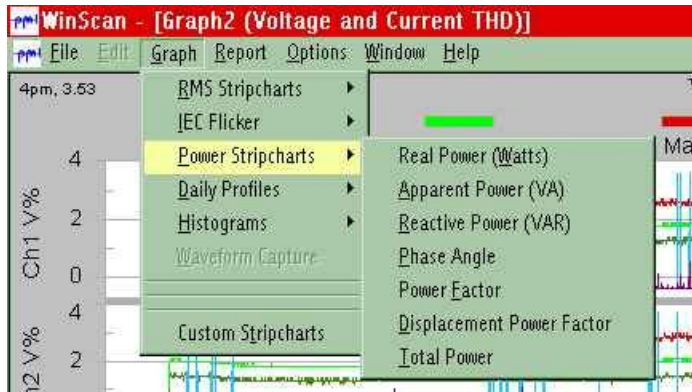 pmi WinScan - [Graph2 (Voltage and Current THD)]
pmi File Edit Graph Report Options Window Help
4pm, 3.53
RMS Stripcharts
IEC Flicker
Power Stripcharts
Daily Profiles
Histograms
Waveform Capture
Custom Stripcharts
Real Power (Watts)
Apparent Power (VA)
Reactive Power (VAR)
Phase Angle
Power Factor
Displacement Power Factor
Total Power
Ma
Ch1 V%
4
2
0
V%
4
2